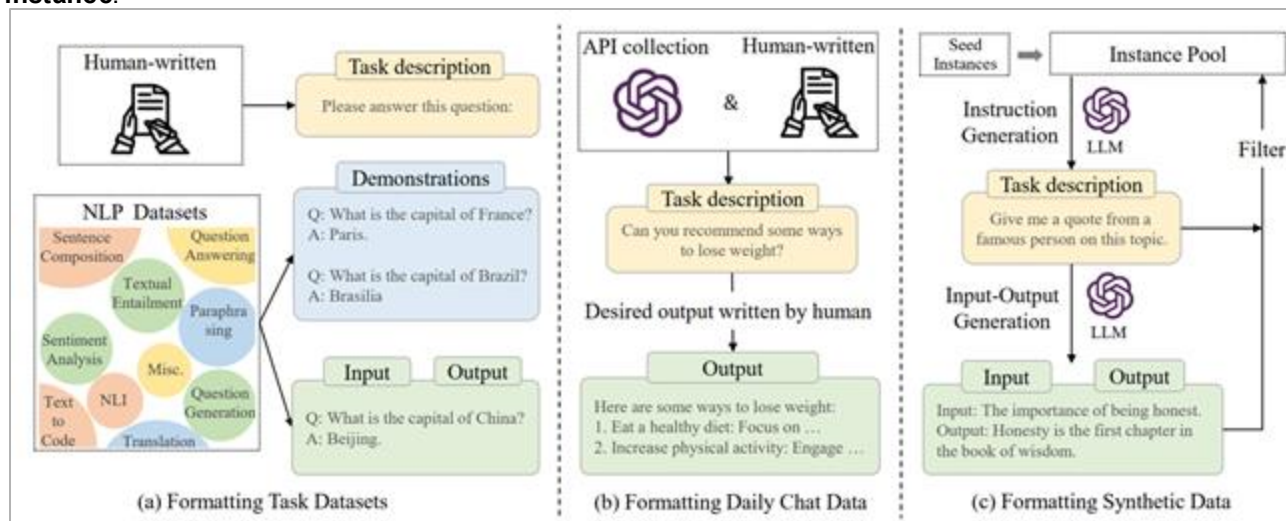 instance.
Human-written
Task description
Please answer this question:
NLP Datasets
Sentence
Composition
Question
Answering
Textual
Entailment
Paraphra
sing
Sentiment
Analysis
Misc.
NLI
Question
Generation
Text
to
Code
Translation
Demonstrations
Q: What is the capital of France?
A: Paris.
Q: What is the capital of Brazil?
A: Brasilia
Input Output
Q: What is the capital of China?
A: Beijing.
(a) Formatting Task Datasets
API collection & Human-written
Task description
Can you recommend some ways
to lose weight?
Desired output written by human
Output
Here are some ways to lose weight:
1. Eat a healthy diet: Focus on …
2. Increase physical activity: Engage …
(b) Formatting Daily Chat Data
Seed
Instances
Instance Pool
Instruction
Generation
LLM
Filter
Task description
Give me a quote from a
famous person on this topic.
Input-Output
Generation
LLM
Input Output
Input: The importance of being honest.
Output: Honesty is the first chapter in
the book of wisdom.
(c) Formatting Synthetic Data